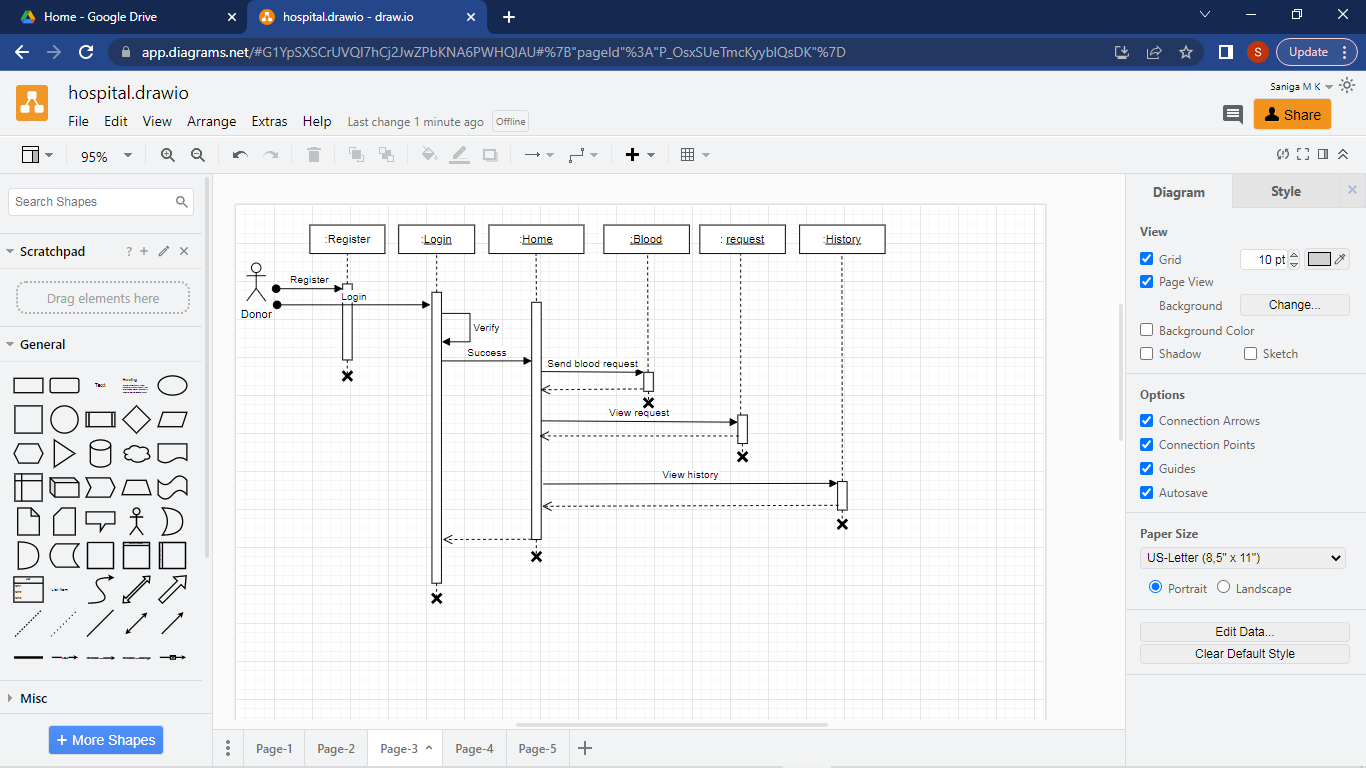 Home - Google Drive
hospital.drawio - draw.io
app.diagrams.net/#G1YpSXSCrUVQI7hCj2JwZPbKNA6PWHQIAU#%7B"pageId"%3A"P_OsxSUeTmcKyyblQsDK"%7D
S
Update
hospital.drawio
Saniga M K
File Edit View Arrange Extras Help Last change 1 minute ago Offline
Share
95%
Search Shapes
Scratchpad
?
Drag elements here
General
Text
Heading
List Item
Misc
+ More Shapes
:Register :Login :Home :Blood : request :History
Donor
Register
Login
Verify
Success
Send blood request
View request
View history
Diagram Style
View
Grid 10 pt
Page View
Background Change...
Background Color
Shadow Sketch
Options
Connection Arrows
Connection Points
Guides
Autosave
Paper Size
US-Letter (8,5" x 11")
Portrait Landscape
Edit Data...
Clear Default Style
Page-1 Page-2 Page-3 Page-4 Page-5